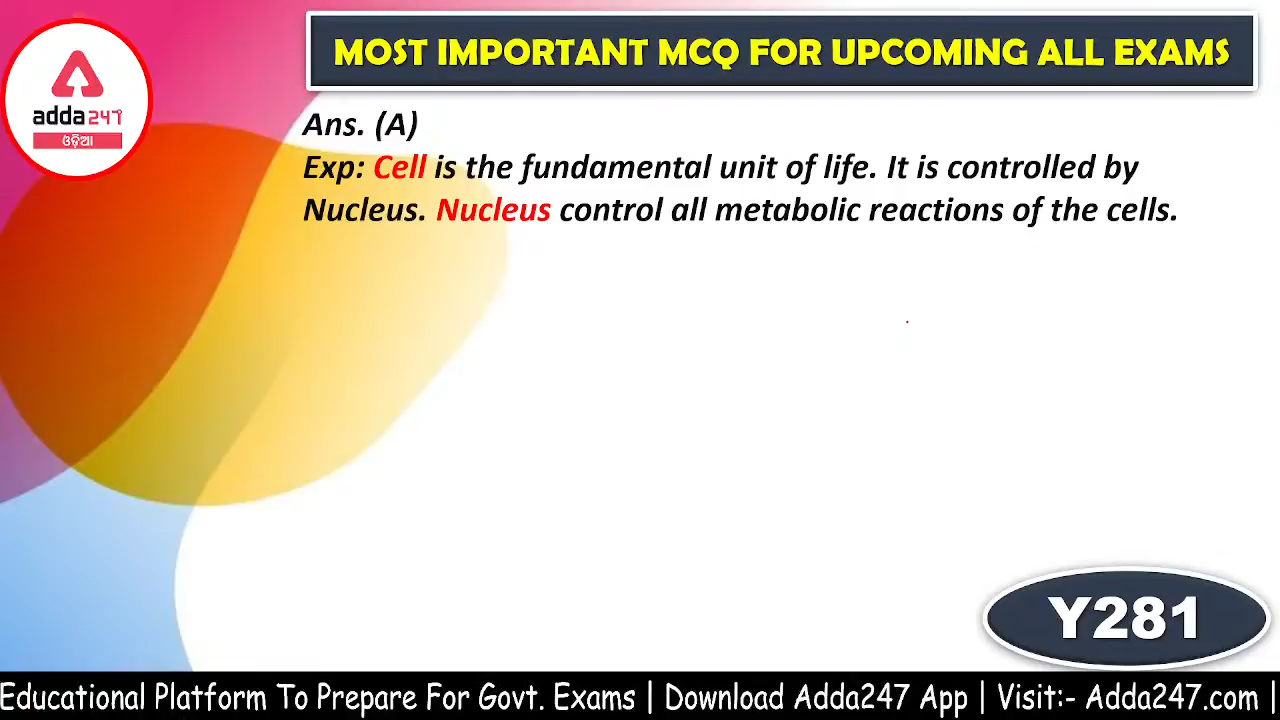 MOST IMPORTANT MCQ FOR UPCOMING ALL EXAMS
adda247
ଓଡ଼ିଆ
Ans. (A)
Exp: Cell is the fundamental unit of life. It is controlled by
Nucleus. Nucleus control all metabolic reactions of the cells.
Y281
Educational Platform To Prepare For Govt. Exams | Download Adda247 App | Visit:- Adda247.com |